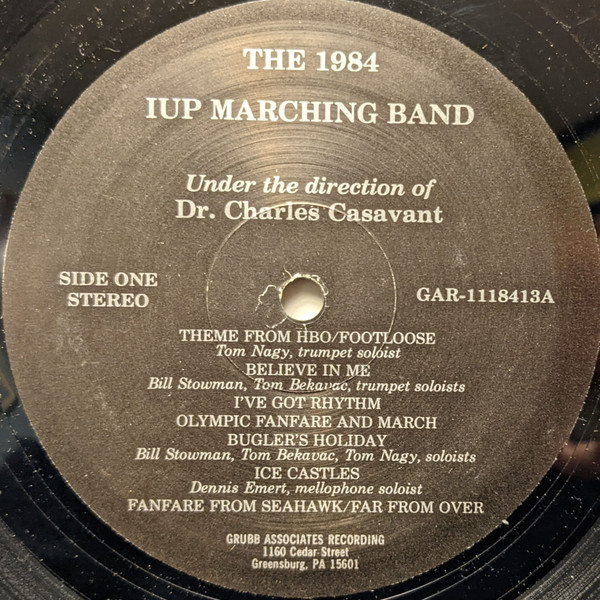 THE 1984
IUP MARCHING BAND
Under the direction of
Dr. Charles Casavant
SIDE ONE
STEREO
GAR-1118413A
THEME FROM HBO/FOOTLOOSE
Tom Nagy, trumpet soloist
BELIEVE IN ME
Bill Stowman, Tom Bekavac, trumpet soloists
I'VE GOT RHYTHM
OLYMPIC FANFARE AND MARCH
BUGLER'S HOLIDAY
Bill Stowman, Tom Bekavac, Tom Nagy, soloists
ICE CASTLES
Dennis Emert, mellophone soloist
FANFARE FROM SEAHAWK/FAR FROM OVER
GRUBB ASSOCIATES RECORDING
1160 Cedar Street
Greensburg, PA 15601